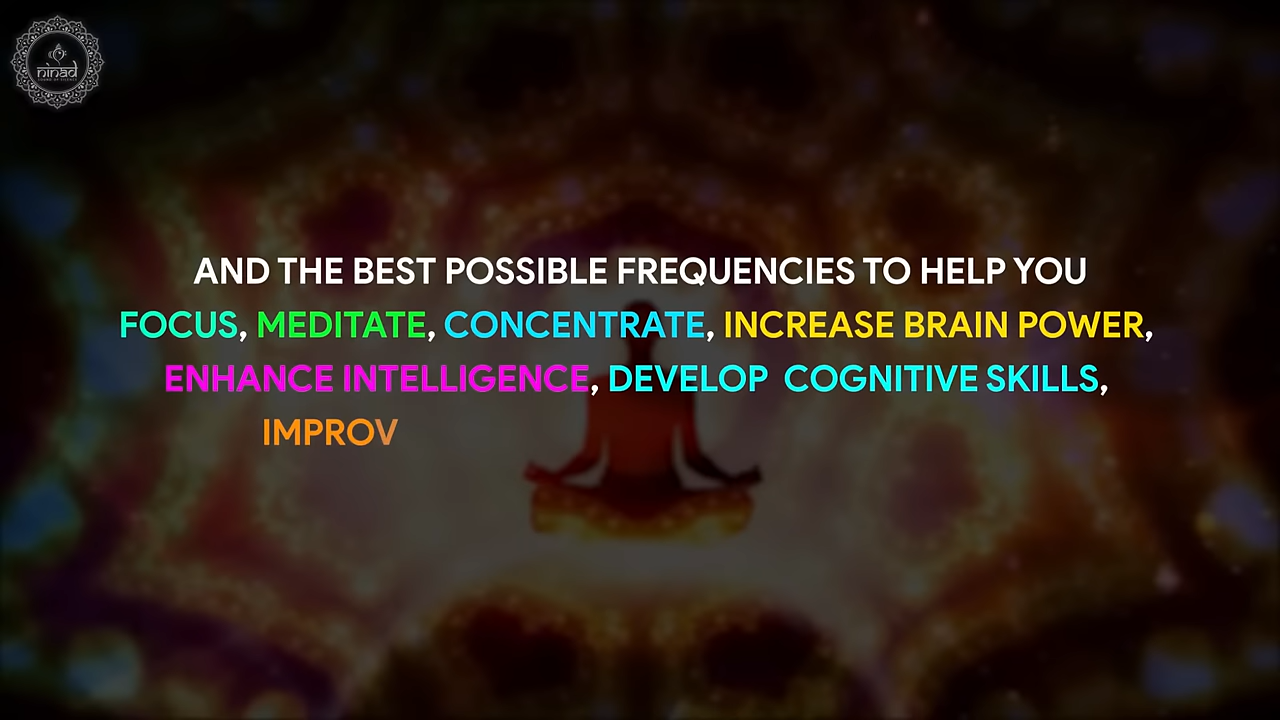 ninad
AND THE BEST POSSIBLE FREQUENCIES TO HELP YOU
FOCUS, MEDITATE, CONCENTRATE, INCREASE BRAIN POWER,
ENHANCE INTELLIGENCE, DEVELOP COGNITIVE SKILLS,
IMPROV